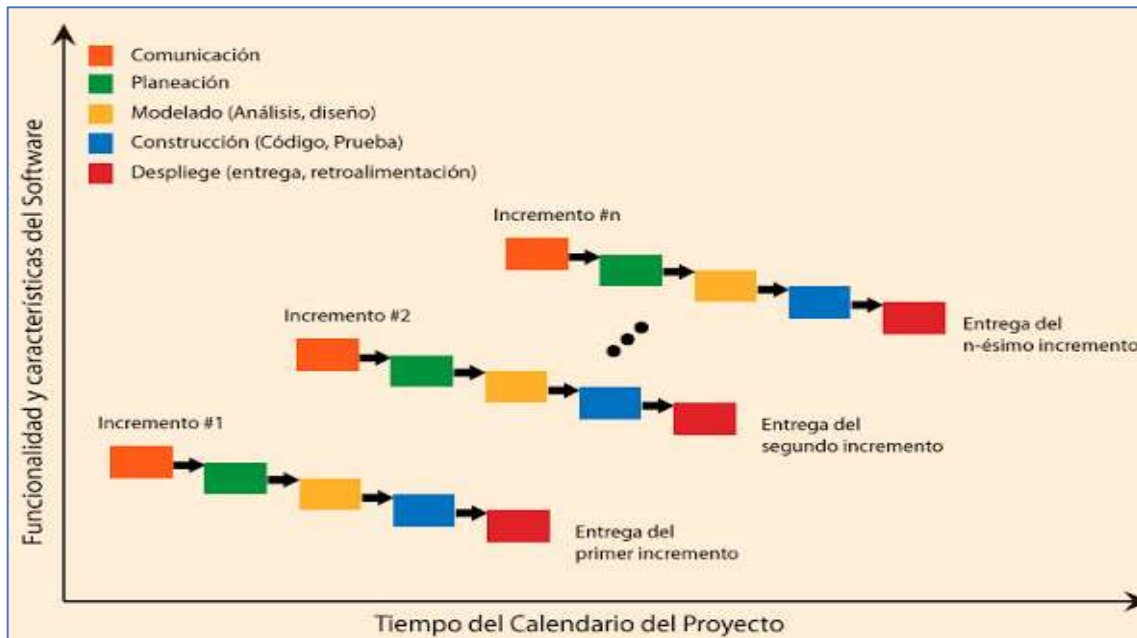 Comunicación
Planeación
Modelado (Análisis, diseño)
Construcción (Código, Prueba)
Despliege (entrega, retroalimentación)
Funcionalidad y características del Software
Incremento #n
Entrega del
n-ésimo incremento
Incremento #2
Entrega del
segundo incremento
Incremento #1
Entrega del
primer incremento
Tiempo del Calendario del Proyecto